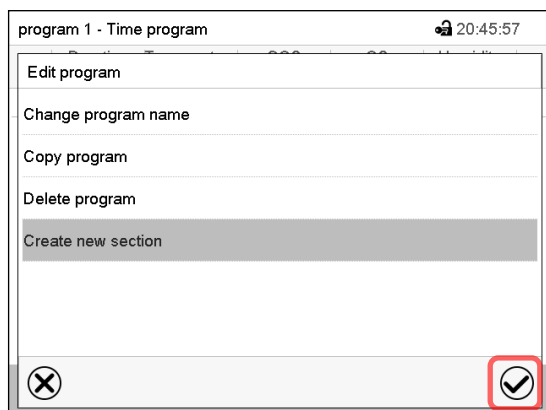 program 1 - Time program 20:45:57
Edit program
Change program name
Copy program
Delete program
Create new section